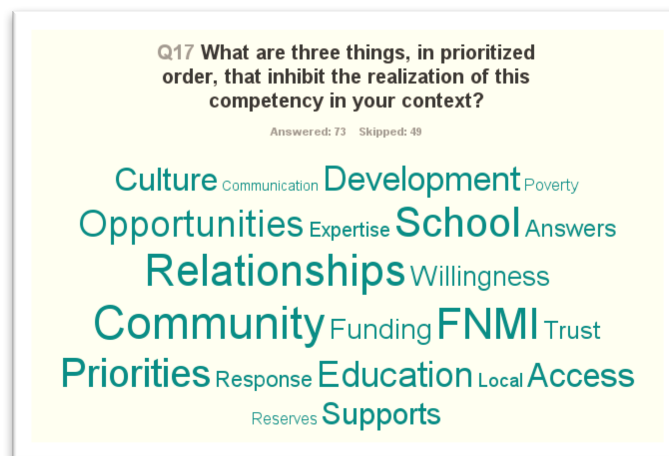 Q17 What are three things, in prioritized
order, that inhibit the realization of this
competency in your context?
Answered: 73 Skipped: 49
Culture Communication Development Poverty
Opportunities Expertise School Answers
Relationships Willingness
Community Funding FNMI Trust
Priorities Response Education Local Access
Reserves Supports